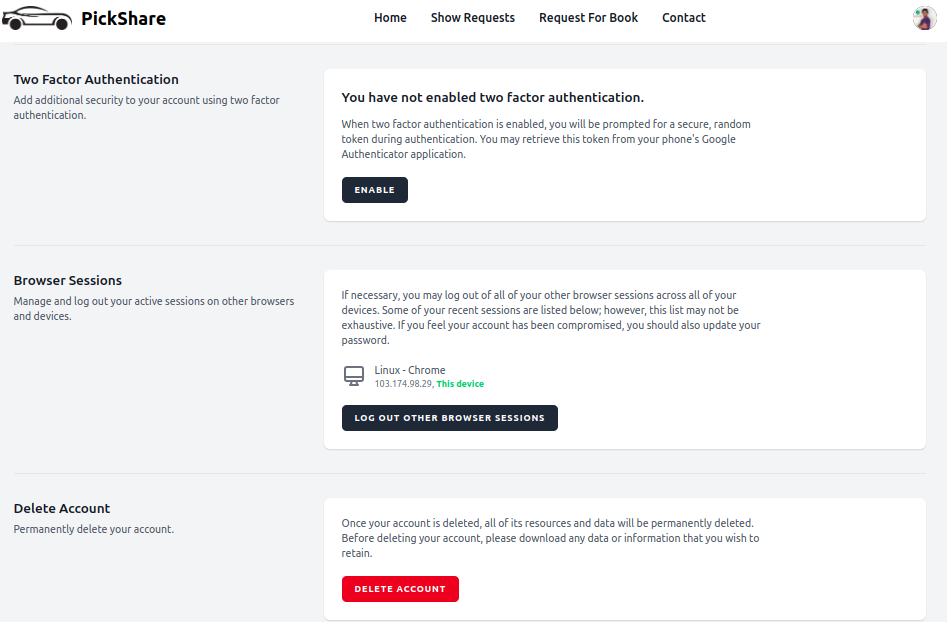 PickShare
Home
Show Requests
Request For Book
Contact
Two Factor Authentication
Add additional security to your account using two factor
authentication.
You have not enabled two factor authentication.
When two factor authentication is enabled, you will be prompted for a secure, random
token during authentication. You may retrieve this token from your phone's Google
Authenticator application.
ENABLE
Browser Sessions
Manage and log out your active sessions on other browsers
and devices.
If necessary, you may log out of all of your other browser sessions across all of your
devices. Some of your recent sessions are listed below; however, this list may not be
exhaustive. If you feel your account has been compromised, you should also update your
password.
Linux - Chrome
103.174.98.29, This device
LOG OUT OTHER BROWSER SESSIONS
Delete Account
Permanently delete your account.
Once your account is deleted, all of its resources and data will be permanently deleted.
Before deleting your account, please download any data or information that you wish to
retain.
DELETE ACCOUNT